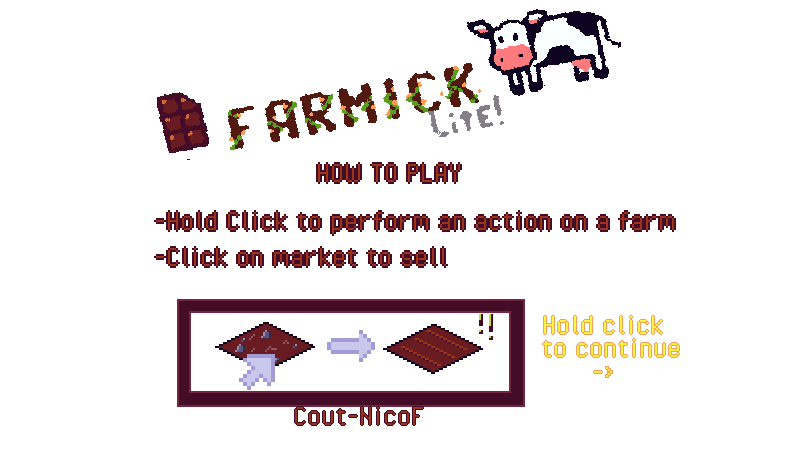 FARMICK
Lite!
HOW TO PLAY
-Hold Click to perform an action on a farm
-Click on market to sell
!!
Hold click
to continue
->
Cout-NicoF